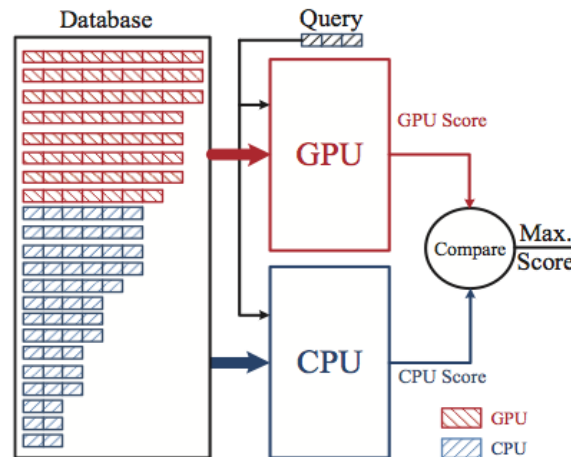 Database
Query
GPU
GPU Score
Compare
Max.
Score
CPU
CPU Score
GPU
CPU